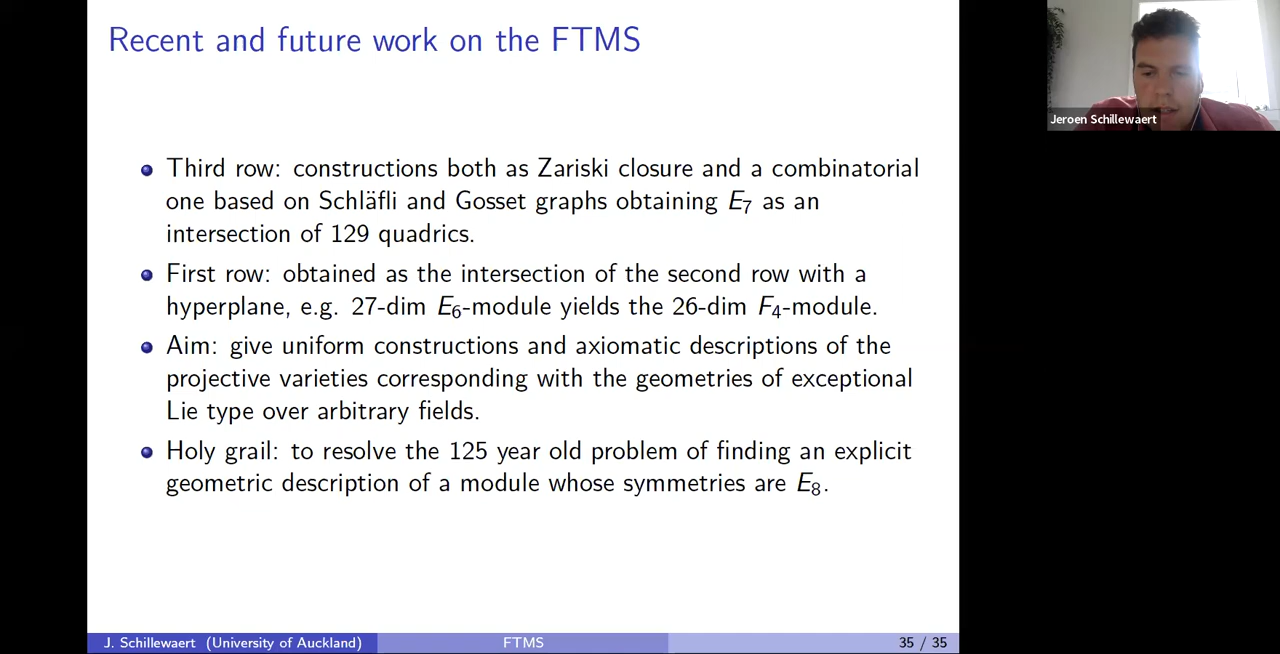 Recent and future work on the FTMS
Jeroen Schillewaert
Third row: constructions both as Zariski closure and a combinatorial
one based on Schläfli and Gosset graphs obtaining E7 as an
intersection of 129 quadrics.
First row: obtained as the intersection of the second row with a
hyperplane, e.g. 27-dim E6-module yields the 26-dim F4-module.
Aim: give uniform constructions and axiomatic descriptions of the
projective varieties corresponding with the geometries of exceptional
Lie type over arbitrary fields.
Holy grail: to resolve the 125 year old problem of finding an explicit
geometric description of a module whose symmetries are E8.
J. Schillewaert (University of Auckland) FTMS 35 / 35